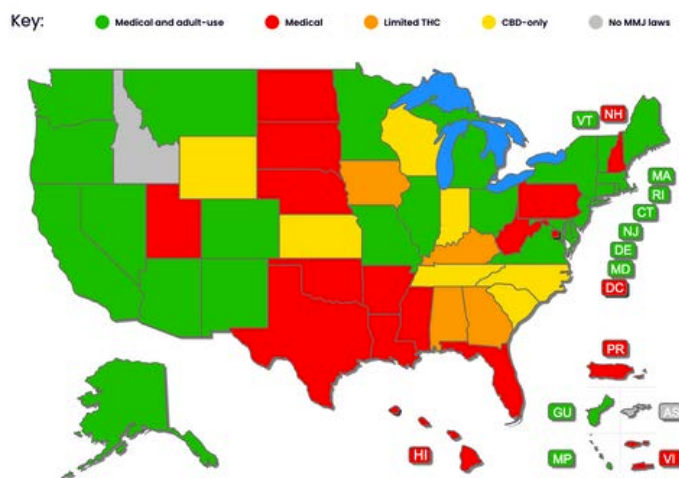 Key:
Medical and adult-use
Medical
Limited THC
CBD-only
No MMJ laws
NH
VT
MA
RI
CT
NJ
DE
MD
DC
PR
GU
AS
HI
MP
VI